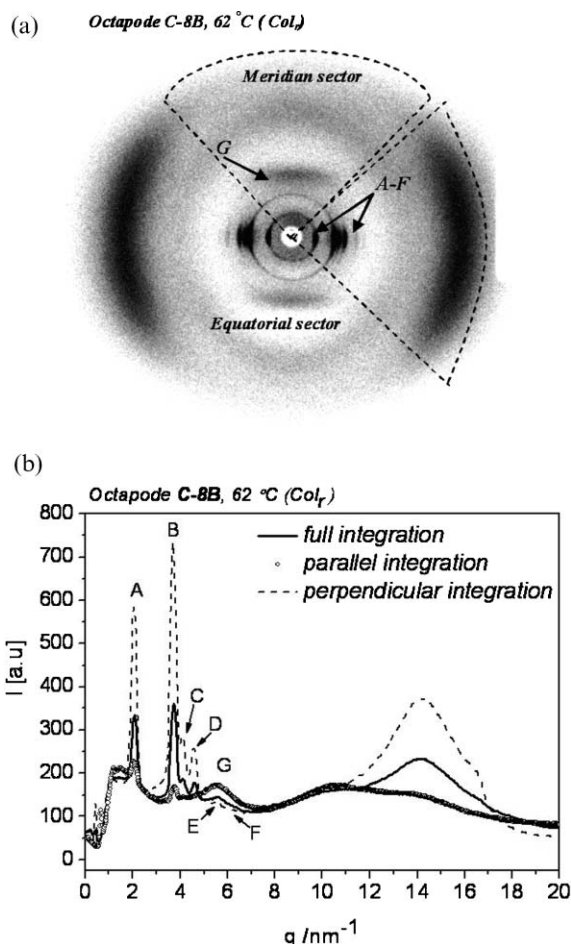 (a)
Octapode C-8B, 62 °C ( Colr)
Meridian sector
G
A-F
Equatorial sector
(b)
Octapode C-8B, 62 °C (Colr)
800
700
600
500
400
300
200
100
0
I [a.u]
full integration
parallel integration
perpendicular integration
A
B
C
D
G
E
F
0 2 4 6 8 10 12 14 16 18 20
q /nm-1